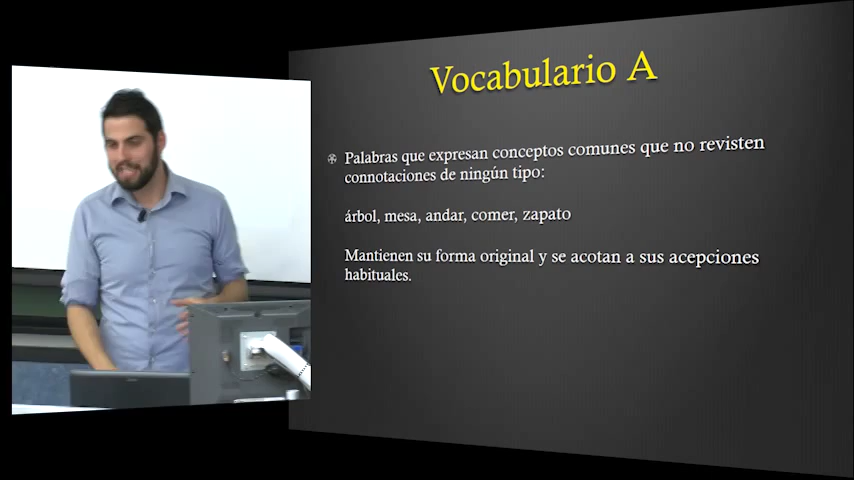 Vocabulario A
Palabras que expresan conceptos comunes que no revisten
connotaciones de ningún tipo:
árbol, mesa, andar, comer, zapato
Mantienen su forma original y se acotan a sus acepciones
habituales.